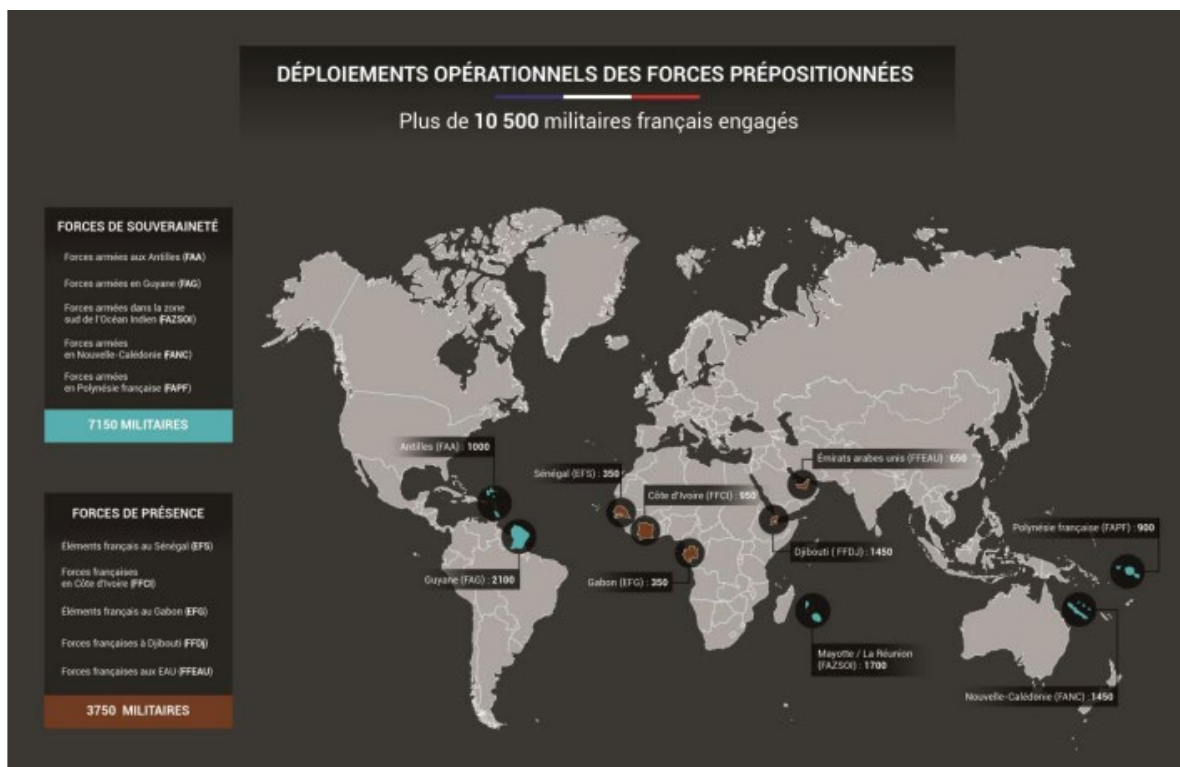 DÉPLOIEMENTS OPÉRATIONNELS DES FORCES PRÉPOSITIONNÉES
Plus de 10 500 militaires français engagés
FORCES DE SOUVERAINETÉ
Forces armées aux Antilles (FAA)
Forces armées en Guyane (FAG)
Forces armées dans la zone
sud de l'Océan Indien (FAZSOI)
Forces armées
en Nouvelle-Calédonie (FANC)
Forces armées
en Polynésie française (FAPF)
7150 MILITAIRES
FORCES DE PRÉSENCE
Éléments français au Sénégal (EFS)
Forces françaises
en Côte d'Ivoire (FFCI)
Éléments français au Gabon (EFG)
Forces françaises à Djibouti (FFDj)
Forces françaises aux EAU (FFEAU)
3750 MILITAIRES
Antilles (FAA) : 1000
Guyane (FAG) : 2100
Sénégal (EFS) : 350
Côte d'Ivoire (FFCI) : 950
Gabon (EFG) : 350
Émirats arabes unis (FFEAU) : 650
Djibouti ( FFDJ) : 1450
Mayotte / La Réunion
(FAZSOI) : 1700
Polynésie française (FAPF) : 900
Nouvelle-Calédonie (FANC) : 1450